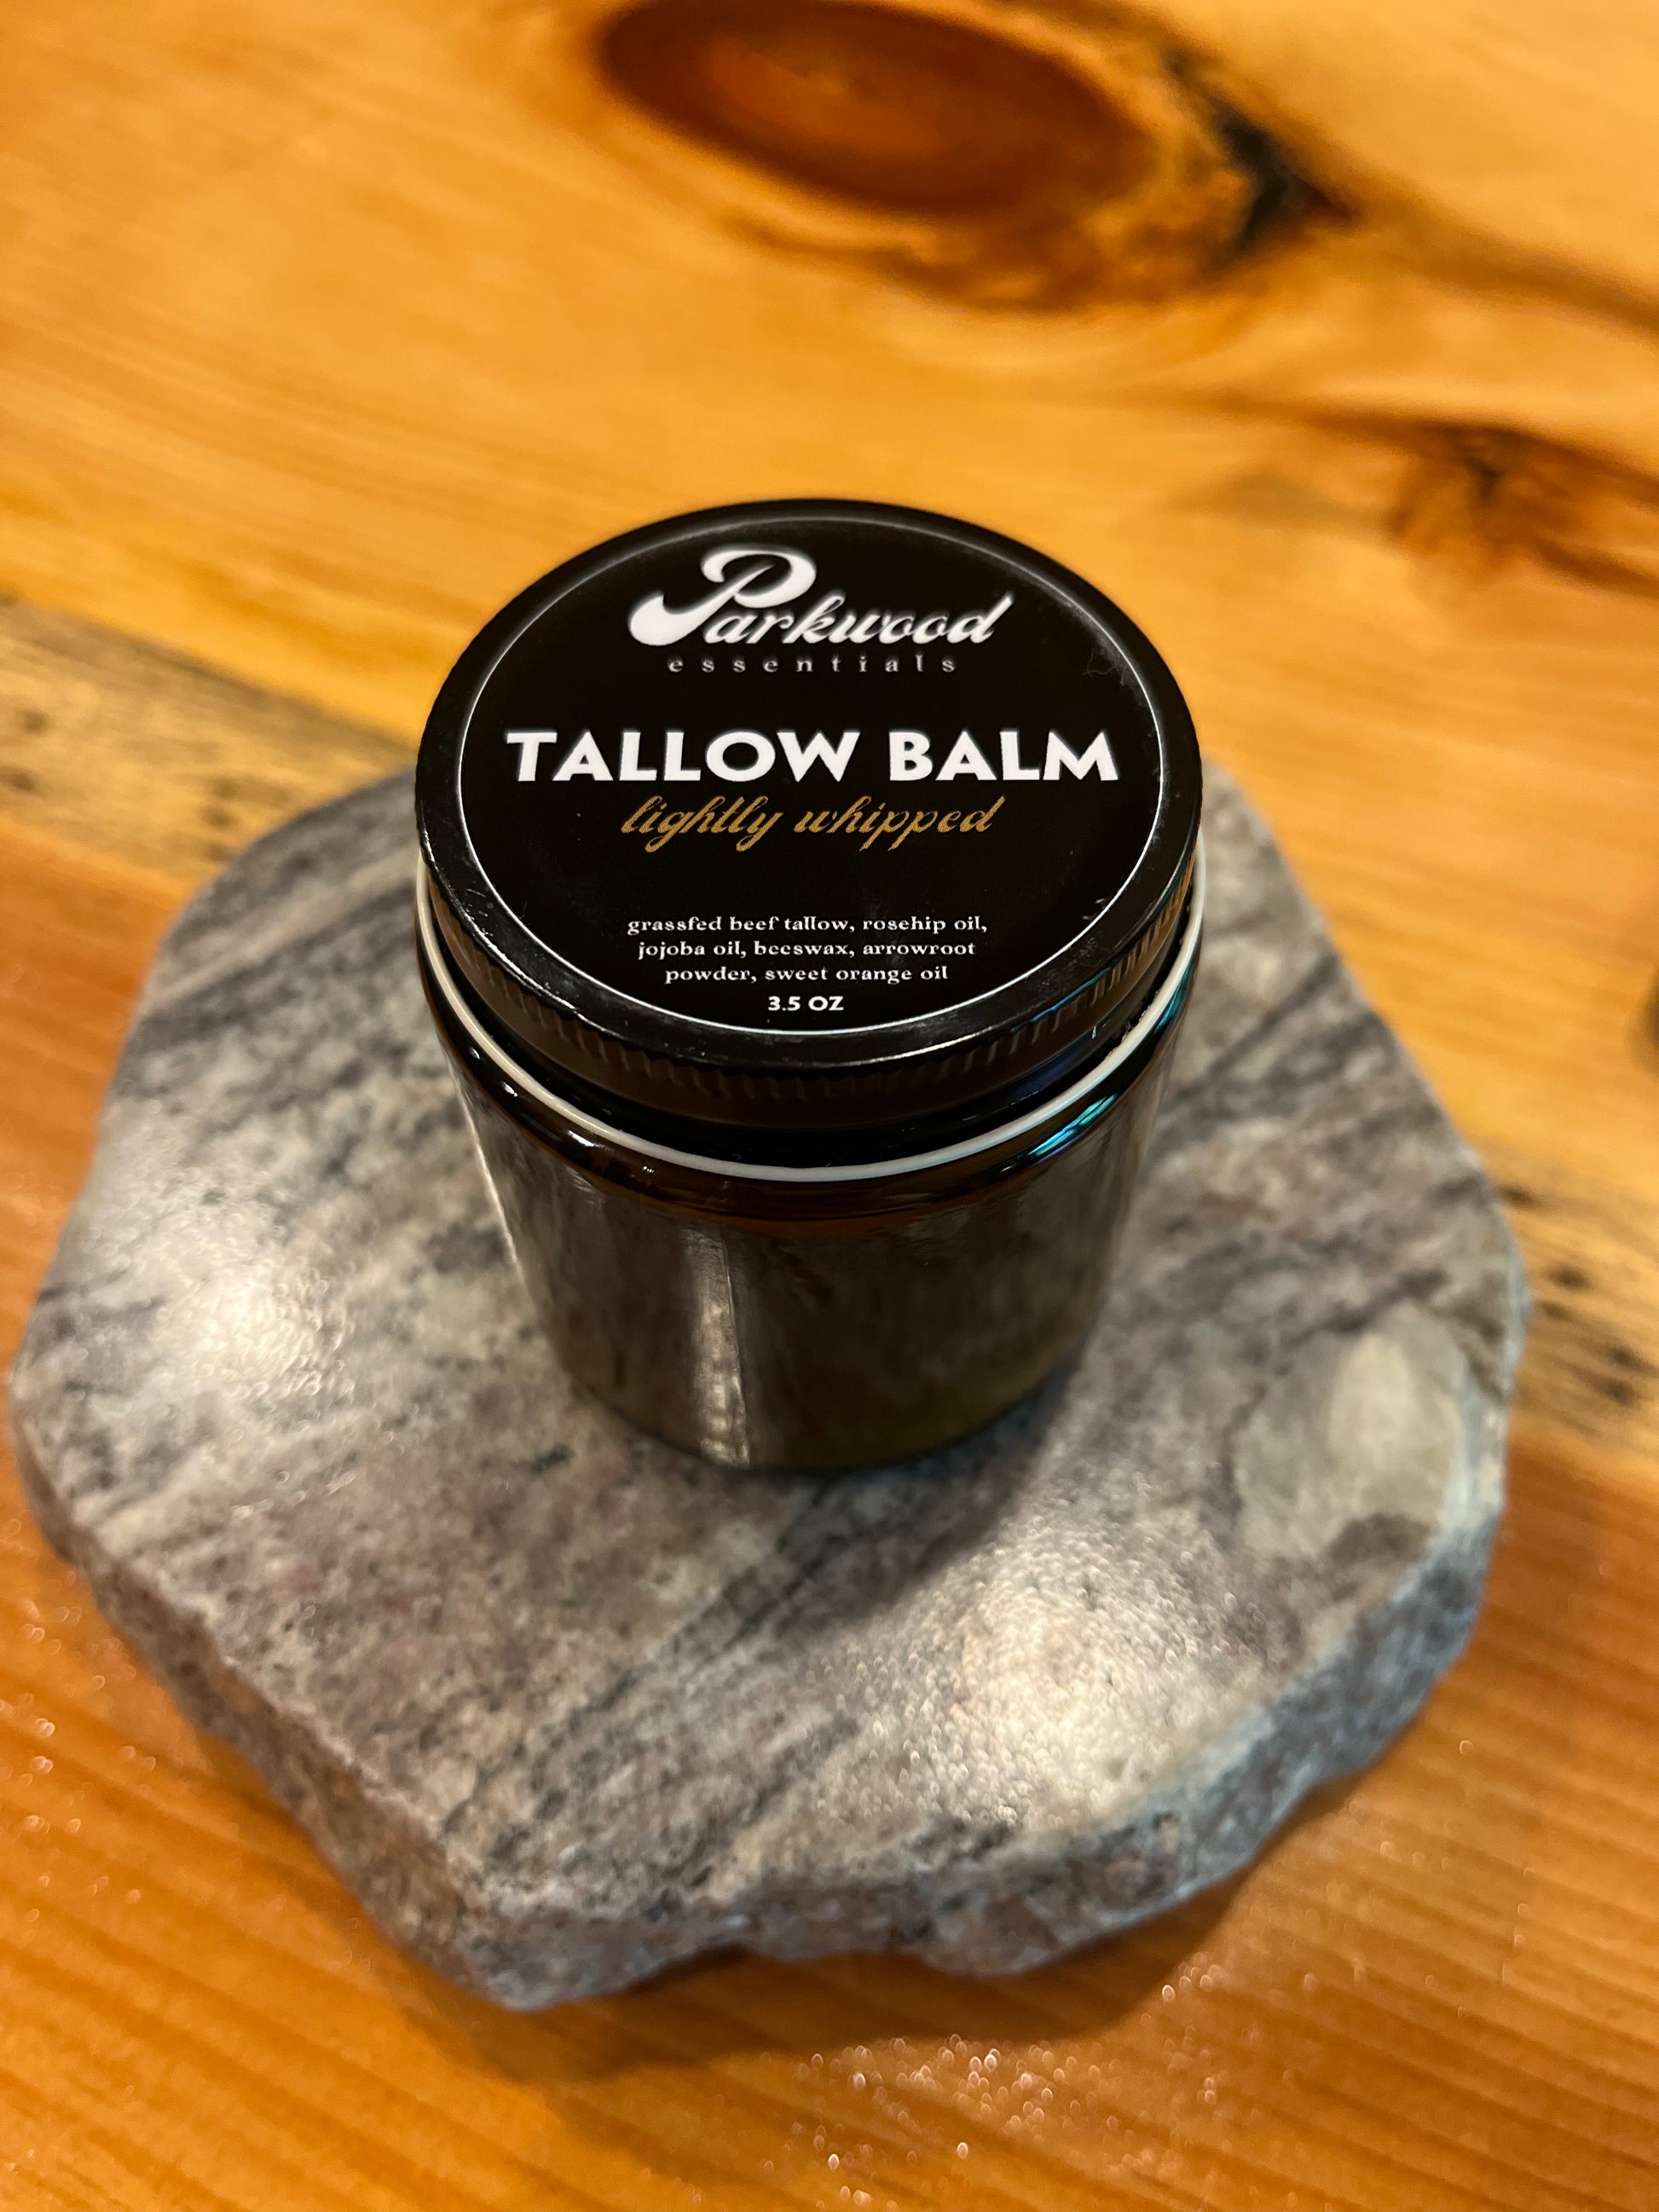 Parkwood
essentials
TALLOW BALM
lightly whipped
grassfed beef tallow, rosehip oil,
jojoba oil, beeswax, arrowroot
powder, sweet orange oil
3.5 OZ